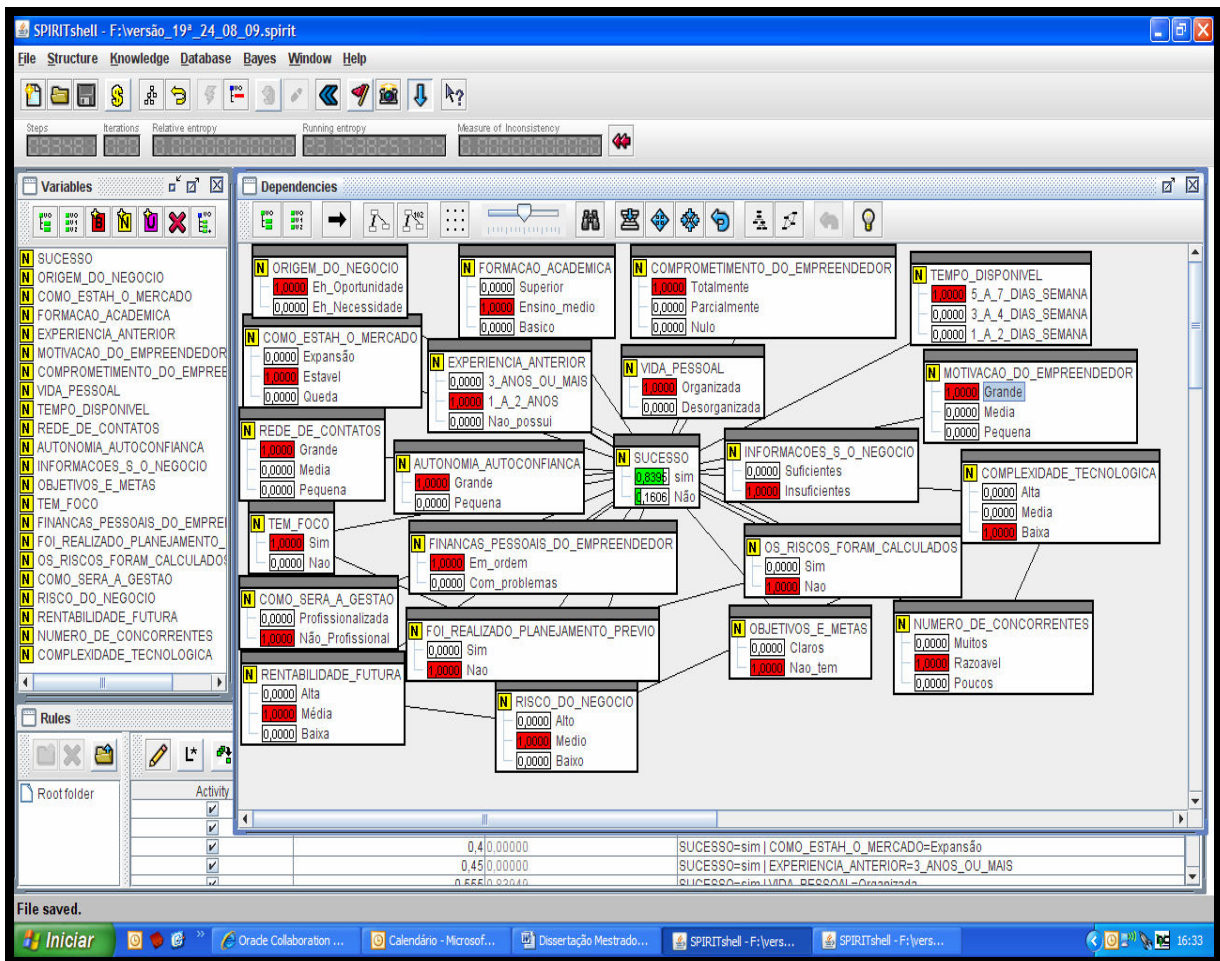 SPIRITshell - F:\versão_19ª_24_08_09.spirit
File Structure Knowledge Database Bayes Window Help
Steps Iterations Relative entropy Running entropy Measure of Inconsistency
Variables
SUCESSO
ORIGEM_DO_NEGOCIO
COMO_ESTAH_O_MERCADO
FORMACAO_ACADEMICA
EXPERIENCIA_ANTERIOR
MOTIVACAO_DO_EMPREENDEDOR
COMPROMETIMENTO_DO_EMPREE
VIDA_PESSOAL
TEMPO_DISPONIVEL
REDE_DE_CONTATOS
AUTONOMIA_AUTOCONFIANCA
INFORMACOES_S_O_NEGOCIO
OBJETIVOS_E_METAS
TEM_FOCO
FINANCAS_PESSOAIS_DO_EMPREI
FOI_REALIZADO_PLANEJAMENTO_
OS_RISCOS_FORAM_CALCULADOS
COMO_SERA_A_GESTAO
RISCO_DO_NEGOCIO
RENTABILIDADE_FUTURA
NUMERO_DE_CONCORRENTES
COMPLEXIDADE_TECNOLOGICA
Dependencies
N ORIGEM_DO_NEGOCIO
1,0000 Eh_Oportunidade
0,0000 Eh_Necessidade
N FORMACAO_ACADEMICA
0,0000 Superior
1,0000 Ensino_medio
0,0000 Basico
N COMPROMETIMENTO_DO_EMPREENDEDOR
1,0000 Totalmente
0,0000 Parcialmente
0,0000 Nulo
N TEMPO_DISPONIVEL
1,0000 5_A_7_DIAS_SEMANA
0,0000 3_A_4_DIAS_SEMANA
0,0000 1_A_2_DIAS_SEMANA
N COMO_ESTAH_O_MERCADO
0,0000 Expansão
1,0000 Estavel
0,0000 Queda
N EXPERIENCIA_ANTERIOR
0,0000 3_ANOS_OU_MAIS
1,0000 1_A_2_ANOS
0,0000 Nao_possui
N VIDA_PESSOAL
1,0000 Organizada
0,0000 Desorganizada
N MOTIVACAO_DO_EMPREENDEDOR
1,0000 Grande
0,0000 Media
0,0000 Pequena
N REDE_DE_CONTATOS
1,0000 Grande
0,0000 Media
0,0000 Pequena
N AUTONOMIA_AUTOCONFIANCA
1,0000 Grande
0,0000 Pequena
N SUCESSO
0,8395 sim
0,1606 Não
N INFORMACOES_S_O_NEGOCIO
0,0000 Suficientes
1,0000 Insuficientes
N COMPLEXIDADE_TECNOLOGICA
0,0000 Alta
0,0000 Media
1,0000 Baixa
N TEM_FOCO
1,0000 Sim
0,0000 Nao
N FINANCAS_PESSOAIS_DO_EMPREENDEDOR
1,0000 Em_ordem
0,0000 Com_problemas
N OS_RISCOS_FORAM_CALCULADOS
0,0000 Sim
1,0000 Nao
N COMO_SERA_A_GESTAO
0,0000 Profissionalizada
1,0000 Não_Profissional
N FOI_REALIZADO_PLANEJAMENTO_PREVIO
0,0000 Sim
1,0000 Nao
N OBJETIVOS_E_METAS
0,0000 Claros
1,0000 Nao_tem
N NUMERO_DE_CONCORRENTES
0,0000 Muitos
1,0000 Razoavel
0,0000 Poucos
N RENTABILIDADE_FUTURA
0,0000 Alta
1,0000 Média
0,0000 Baixa
N RISCO_DO_NEGOCIO
0,0000 Alto
1,0000 Medio
0,0000 Baixo
Rules
Root folder
Activity
0,4 0,00000 SUCESSO=sim | COMO_ESTAH_O_MERCADO=Expansão
0,45 0,00000 SUCESSO=sim | EXPERIENCIA_ANTERIOR=3_ANOS_OU_MAIS
SUCESSO=sim | VIDA_PESSOAL=Organizada
File saved.
Iniciar Oracle Collaboration ... Calendário - Microsof... Dissertação Mestrado... SPIRITshell - F:\vers... SPIRITshell - F:\vers... 16:33